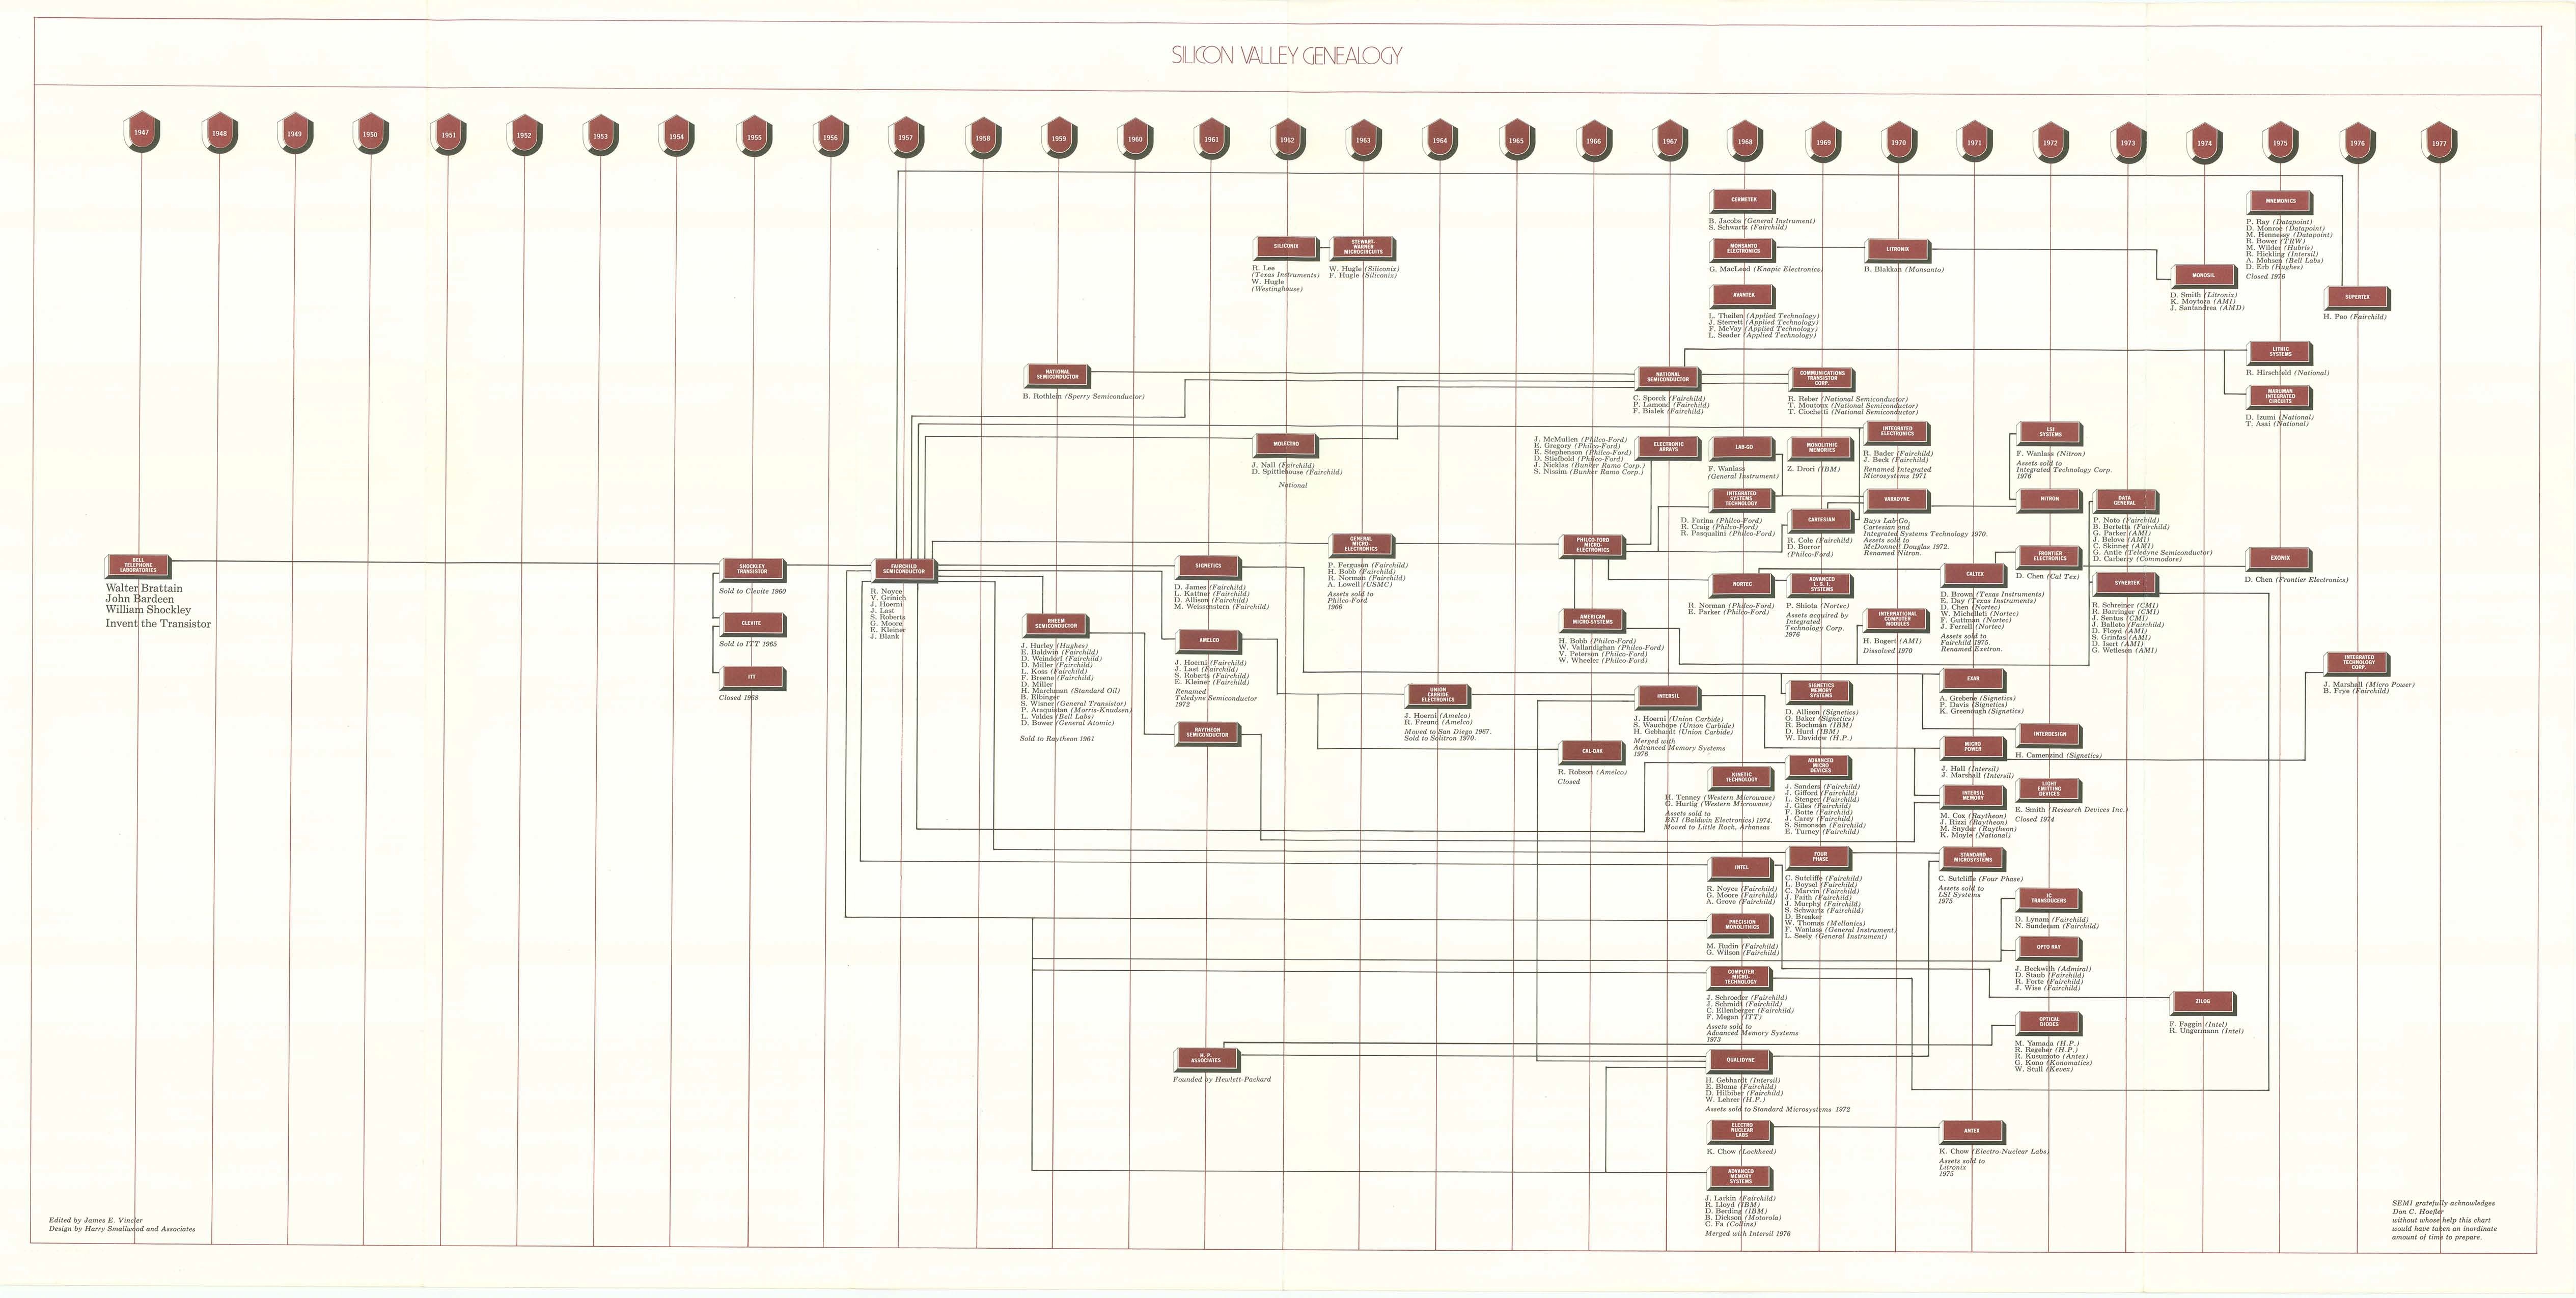 SILICON VALLEY GENEALOGY
1947
1948
1949
1950
1951
1952
1953
1954
1955
1956
1957
1958
1959
1960
1961
1962
1963
1964
1965
1966
1967
1968
1969
1970
1971
1972
1973
1974
1975
1976
1977
BELL
TELEPHONE
LABORATORIES
Walter Brattain
John Bardeen
William Shockley
Invent the Transistor
SHOCKLEY
TRANSISTOR
Sold to Clevite 1960
CLEVITE
Sold to ITT 1965
ITT
Closed 1968
FAIRCHILD
SEMICONDUCTOR
R. Noyce
V. Grinich
J. Hoerni
J. Last
S. Roberts
G. Moore
E. Kleiner
J. Blank
NATIONAL
SEMICONDUCTOR
B. Rothlein (Sperry Semiconductor)
RHEEM
SEMICONDUCTOR
J. Hurley (Hughes)
E. Baldwin (Fairchild)
D. Weindorf (Fairchild)
D. Miller (Fairchild)
L. Koss (Fairchild)
F. Breene (Fairchild)
D. Miller
H. Marchman (Standard Oil)
B. Elbinger
S. Wisner (General Transistor)
P. Araquistan (Morris-Knudsen)
L. Valdes (Bell Labs)
D. Bower (General Atomic)
Sold to Raytheon 1961
SIGNETICS
D. James (Fairchild)
L. Kattner (Fairchild)
D. Allison (Fairchild)
M. Weissenstern (Fairchild)
AMELCO
J. Hoerni (Fairchild)
J. Last (Fairchild)
S. Roberts (Fairchild)
E. Kleiner (Fairchild)
Renamed
Teledyne Semiconductor
1972
RAYTHEON
SEMICONDUCTOR
H. P.
ASSOCIATES
Founded by Hewlett-Packard
SILICONIX
R. Lee
(Texas Instruments)
W. Hugle
(Westinghouse)
MOLECTRO
J. Nall (Fairchild)
D. Spittlehouse (Fairchild)
National
STEWART-
WARNER
MICROCIRCUITS
W. Hugle (Siliconix)
F. Hugle (Siliconix)
GENERAL
MICRO-
ELECTRONICS
P. Ferguson (Fairchild)
H. Bobb (Fairchild)
R. Norman (Fairchild)
A. Lowell (USMC)
Assets sold to
Philco-Ford
1966
UNION
CARBIDE
ELECTRONICS
J. Hoerni (Amelco)
R. Freund (Amelco)
Moved to San Diego 1967.
Sold to Solitron 1970.
PHILCO-FORD
MICRO-
ELECTRONICS
AMERICAN
MICRO-SYSTEMS
H. Bobb (Philco-Ford)
W. Vallandighan (Philco-Ford)
V. Peterson (Philco-Ford)
W. Wheeler (Philco-Ford)
CAL-DAK
R. Robson (Amelco)
Closed
NATIONAL
SEMICONDUCTOR
C. Sporck (Fairchild)
P. Lamond (Fairchild)
F. Bialek (Fairchild)
ELECTRONIC
ARRAYS
J. McMullen (Philco-Ford)
E. Gregory (Philco-Ford)
E. Stephenson (Philco-Ford)
D. Stiefbold (Philco-Ford)
J. Nicklas (Bunker Ramo Corp.)
S. Nissim (Bunker Ramo Corp.)
INTERSIL
J. Hoerni (Union Carbide)
S. Wauchope (Union Carbide)
H. Gebhardt (Union Carbide)
Merged with
Advanced Memory Systems
1976
CERMETEK
B. Jacobs (General Instrument)
S. Schwartz (Fairchild)
MONSANTO
ELECTRONICS
G. MacLeod (Knapic Electronics)
AVANTEK
L. Theilen (Applied Technology)
J. Sterrett (Applied Technology)
F. McVay (Applied Technology)
L. Seader (Applied Technology)
LAB-GO
F. Wanlass
(General Instrument)
INTEGRATED
SYSTEMS
TECHNOLOGY
D. Farina (Philco-Ford)
R. Craig (Philco-Ford)
R. Pasqualini (Philco-Ford)
NORTEC
R. Norman (Philco-Ford)
E. Parker (Philco-Ford)
KINETIC
TECHNOLOGY
H. Tenney (Western Microwave)
G. Hurtig (Western Microwave)
Assets sold to
BEI (Baldwin Electronics) 1974.
Moved to Little Rock, Arkansas
INTEL
R. Noyce (Fairchild)
G. Moore (Fairchild)
A. Grove (Fairchild)
PRECISION
MONOLITHICS
M. Rudin (Fairchild)
G. Wilson (Fairchild)
COMPUTER
MICRO-
TECHNOLOGY
J. Schroeder (Fairchild)
J. Schmidt (Fairchild)
C. Ellenberger (Fairchild)
F. Megan (ITT)
Assets sold to
Advanced Memory Systems
1973
QUALIDYNE
H. Gebhardt (Intersil)
E. Blome (Fairchild)
D. Hilbiber (Fairchild)
W. Lehrer (H.P.)
Assets sold to Standard Microsystems 1972
ELECTRO
NUCLEAR
LABS
K. Chow (Lockheed)
ADVANCED
MEMORY
SYSTEMS
J. Larkin (Fairchild)
R. Lloyd (IBM)
D. Berding (IBM)
B. Dickson (Motorola)
C. Fa (Collins)
Merged with Intersil 1976
COMMUNICATIONS
TRANSISTOR
CORP.
R. Reber (National Semiconductor)
T. Moutoux (National Semiconductor)
T. Ciochetti (National Semiconductor)
MONOLITHIC
MEMORIES
Z. Drori (IBM)
CARTESIAN
R. Cole (Fairchild)
D. Borror
(Philco-Ford)
ADVANCED
L. S. I.
SYSTEMS
P. Shiota (Nortec)
Assets acquired by
Integrated
Technology Corp.
1976
SIGNETICS
MEMORY
SYSTEMS
D. Allison (Signetics)
O. Baker (Signetics)
R. Bochman (IBM)
D. Hurd (IBM)
W. Davidow (H.P.)
ADVANCED
MICRO
DEVICES
J. Sanders (Fairchild)
J. Gifford (Fairchild)
L. Stenger (Fairchild)
J. Giles (Fairchild)
F. Botte (Fairchild)
J. Carey (Fairchild)
S. Simonsen (Fairchild)
E. Turney (Fairchild)
FOUR
PHASE
C. Sutcliffe (Fairchild)
L. Boysel (Fairchild)
C. Marvin (Fairchild)
J. Faith (Fairchild)
J. Murphy (Fairchild)
S. Schwartz (Fairchild)
D. Breaker
W. Thomas (Mellonics)
F. Wanlass (General Instrument)
L. Seely (General Instrument)
LITRONIX
B. Blakkan (Monsanto)
INTEGRATED
ELECTRONICS
R. Bader (Fairchild)
J. Beck (Fairchild)
Renamed Integrated
Microsystems 1971
VARADYNE
Buys Lab-Go,
Cartesian and
Integrated Systems Technology 1970.
Assets sold to
McDonnell Douglas 1972.
Renamed Nitron.
INTERNATIONAL
COMPUTER
MODULES
H. Bogert (AMI)
Dissolved 1970
CALTEX
D. Brown (Texas Instruments)
E. Day (Texas Instruments)
D. Chen (Nortec)
W. Michelleti (Nortec)
F. Guttman (Nortec)
J. Ferrell (Nortec)
Assets sold to
Fairchild 1975.
Renamed Exetron.
EXAR
A. Grebene (Signetics)
P. Davis (Signetics)
K. Greenough (Signetics)
MICRO
POWER
J. Hall (Intersil)
J. Marshall (Intersil)
INTERSIL
MEMORY
M. Cox (Raytheon)
J. Rizzi (Raytheon)
M. Snyder (Raytheon)
K. Moyle (National)
STANDARD
MICROSYSTEMS
C. Sutcliffe (Four Phase)
Assets sold to
LSI Systems
1975
ANTEX
K. Chow (Electro-Nuclear Labs)
Assets sold to
Litronix
1975
LSI
SYSTEMS
F. Wanlass (Nitron)
Assets sold to
Integrated Technology Corp.
1976
NITRON
FRONTIER
ELECTRONICS
D. Chen (Cal Tex)
INTERDESIGN
H. Camenzind (Signetics)
LIGHT
EMITTING
DEVICES
E. Smith (Research Devices Inc.)
Closed 1974
IC
TRANSDUCERS
D. Lynam (Fairchild)
N. Sunderam (Fairchild)
OPTO RAY
J. Beckwith (Admiral)
D. Staub (Fairchild)
R. Forte (Fairchild)
J. Wise (Fairchild)
OPTICAL
DIODES
M. Yamada (H.P.)
R. Regeher (H.P.)
R. Kusumoto (Antex)
G. Kono (Konomatics)
W. Stull (Kevex)
DATA
GENERAL
P. Noto (Fairchild)
B. Bertetta (Fairchild)
G. Parker (AMI)
J. Belove (AMI)
C. Skinner (AMI)
G. Antle (Teledyne Semiconductor)
D. Carberry (Commodore)
SYNERTEK
R. Schreiner (CMI)
R. Barringer (CMI)
J. Sentus (CMI)
J. Balleto (Fairchild)
D. Floyd (AMI)
S. Grinfas (AMI)
D. Isert (AMI)
G. Wetlesen (AMI)
MONOSIL
D. Smith (Litronix)
K. Moytora (AMI)
J. Santandrea (AMD)
ZILOG
F. Faggin (Intel)
R. Ungermann (Intel)
MNEMONICS
P. Ray (Datapoint)
D. Monroe (Datapoint)
M. Hennessy (Datapoint)
R. Bower (TRW)
M. Wilder (Hubris)
R. Hickling (Intersil)
A. Mohsen (Bell Labs)
D. Erb (Hughes)
Closed 1976
LITHIC
SYSTEMS
R. Hirschfeld (National)
MARUMAN
INTEGRATED
CIRCUITS
D. Izumi (National)
T. Asai (National)
EXONIX
D. Chen (Frontier Electronics)
SUPERTEX
H. Pao (Fairchild)
INTEGRATED
TECHNOLOGY
CORP.
J. Marshall (Micro Power)
B. Frye (Fairchild)
Edited by James E. Vincler
Design by Harry Smallwood and Associates
SEMI gratefully acknowledges
Don C. Hoefler
without whose help this chart
would have taken an inordinate
amount of time to prepare.